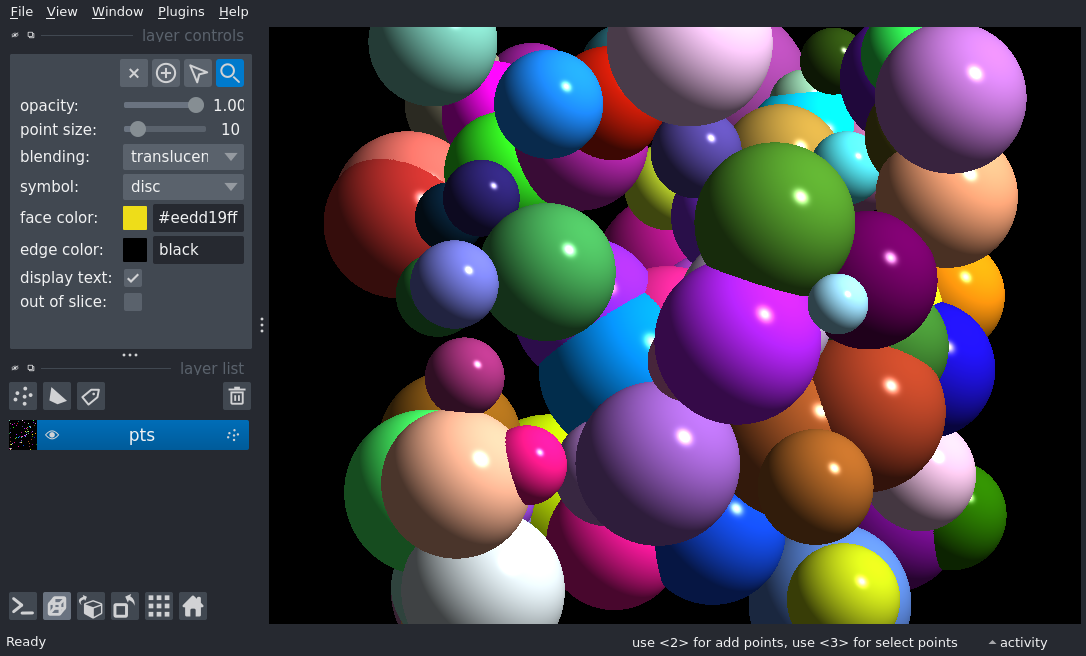 File View Window Plugins Help
layer controls
opacity: 1.00
point size: 10
blending: translucen
symbol: disc
face color: #eedd19ff
edge color: black
display text:
out of slice:
layer list
pts
Ready
use <2> for add points, use <3> for select points
activity